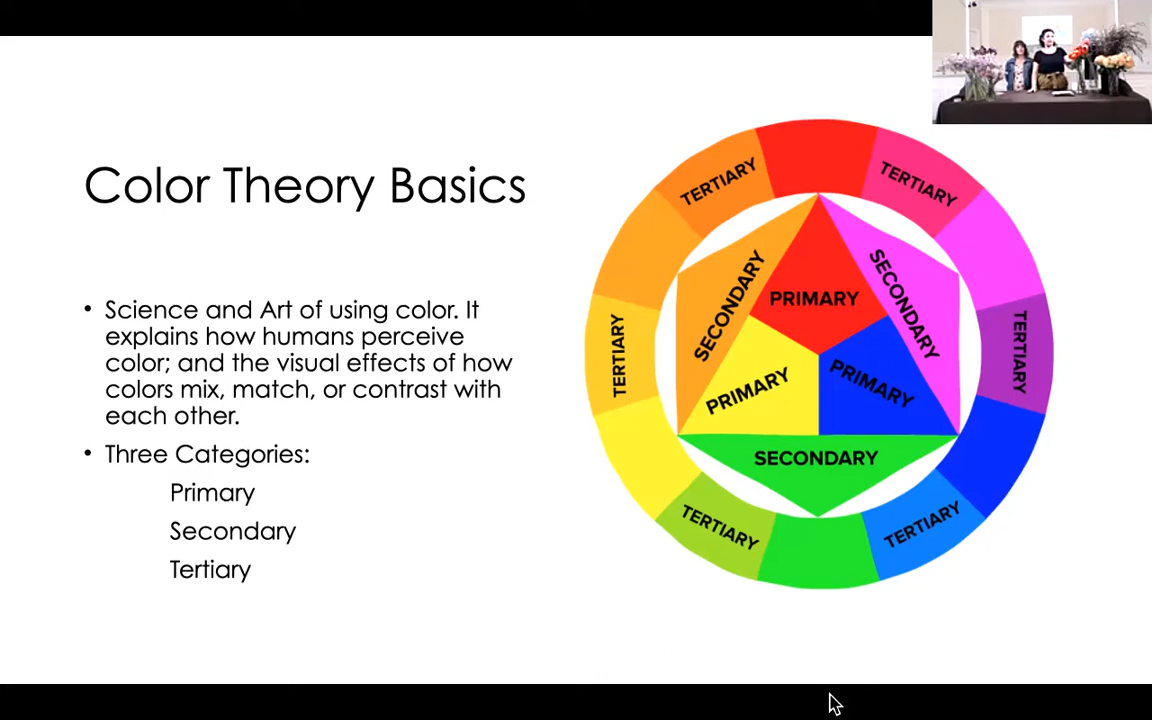 Color Theory Basics
• Science and Art of using color. It
explains how humans perceive
color; and the visual effects of how
colors mix, match, or contrast with
each other.
• Three Categories:
Primary
Secondary
Tertiary
TERTIARY
TERTIARY
SECONDARY
SECONDARY
PRIMARY
TERTIARY
TERTIARY
PRIMARY
PRIMARY
SECONDARY
TERTIARY
TERTIARY